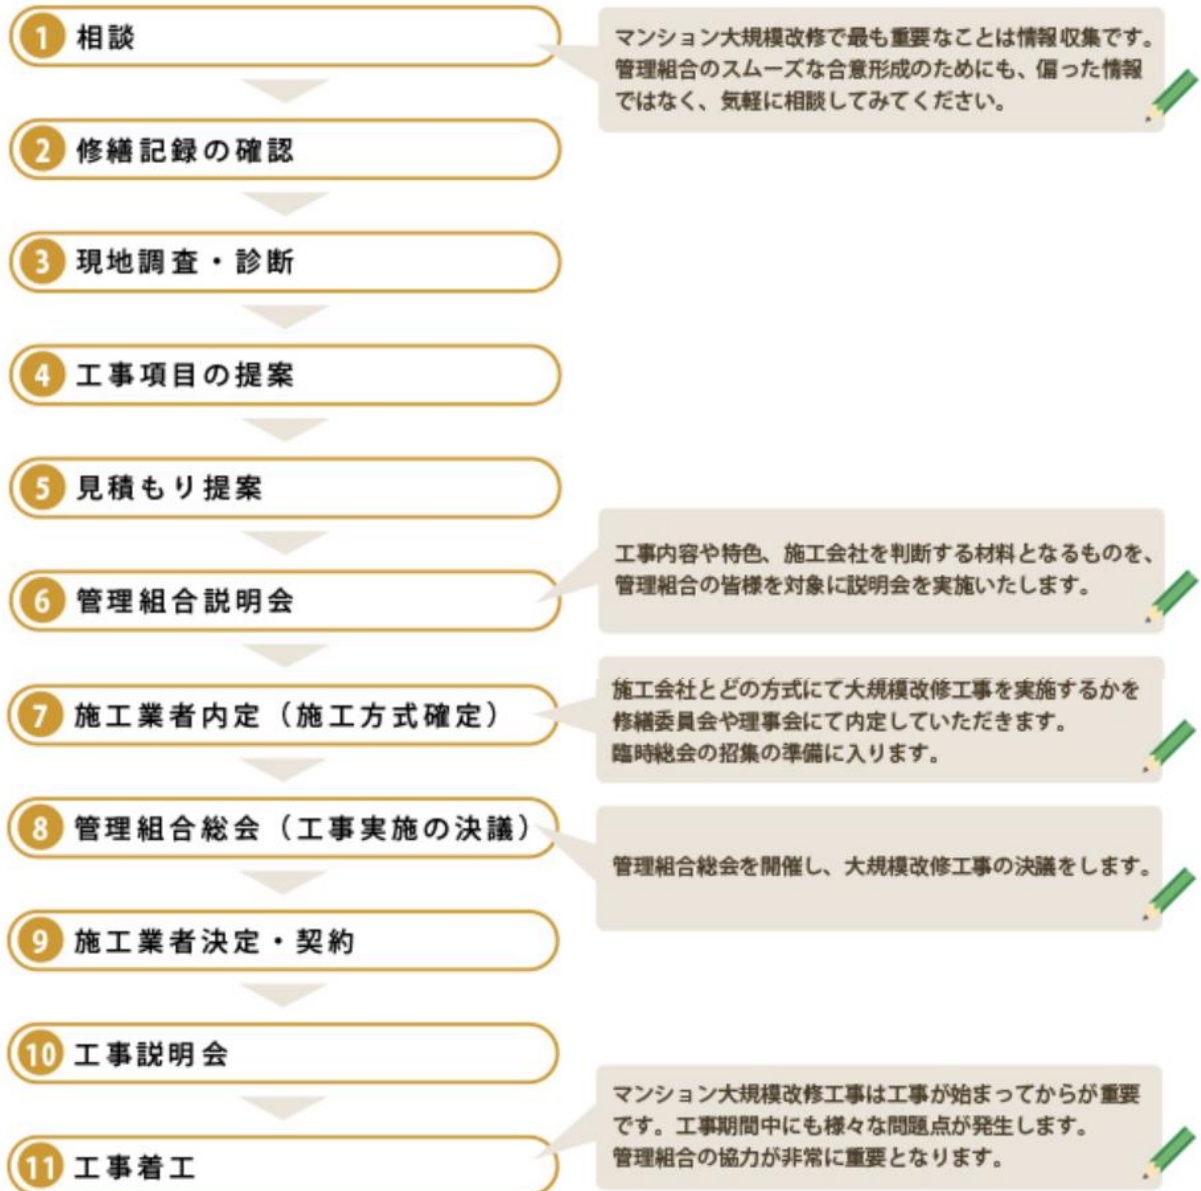 1 相談
マンション大規模改修で最も重要なことは情報収集です。
管理組合のスムーズな合意形成のためにも、偏った情報
ではなく、気軽に相談してみてください。
2 修繕記録の確認
3 現地調査・診断
4 工事項目の提案
5 見積もり提案
6 管理組合説明会
工事内容や特色、施工会社を判断する材料となるものを、
管理組合の皆様を対象に説明会を実施いたします。
7 施工業者内定（施工方式確定）
施工会社とどの方式にて大規模改修工事を実施するかを
修繕委員会や理事会にて内定していただきます。
臨時総会の招集の準備に入ります。
8 管理組合総会（工事実施の決議）
管理組合総会を開催し、大規模改修工事の決議をします。
9 施工業者決定・契約
10 工事説明会
11 工事着工
マンション大規模改修工事は工事が始まってからが重要
です。工事期間中にも様々な問題点が発生します。
管理組合の協力が非常に重要となります。